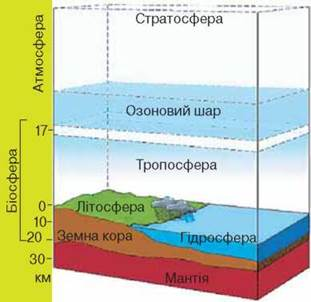 Стратосфера
Атмосфера
Озоновий шар
17
Тропосфера
Біосфера
0
Літосфера
10
Земна кора
Гідросфера
20
30
км
Мантія